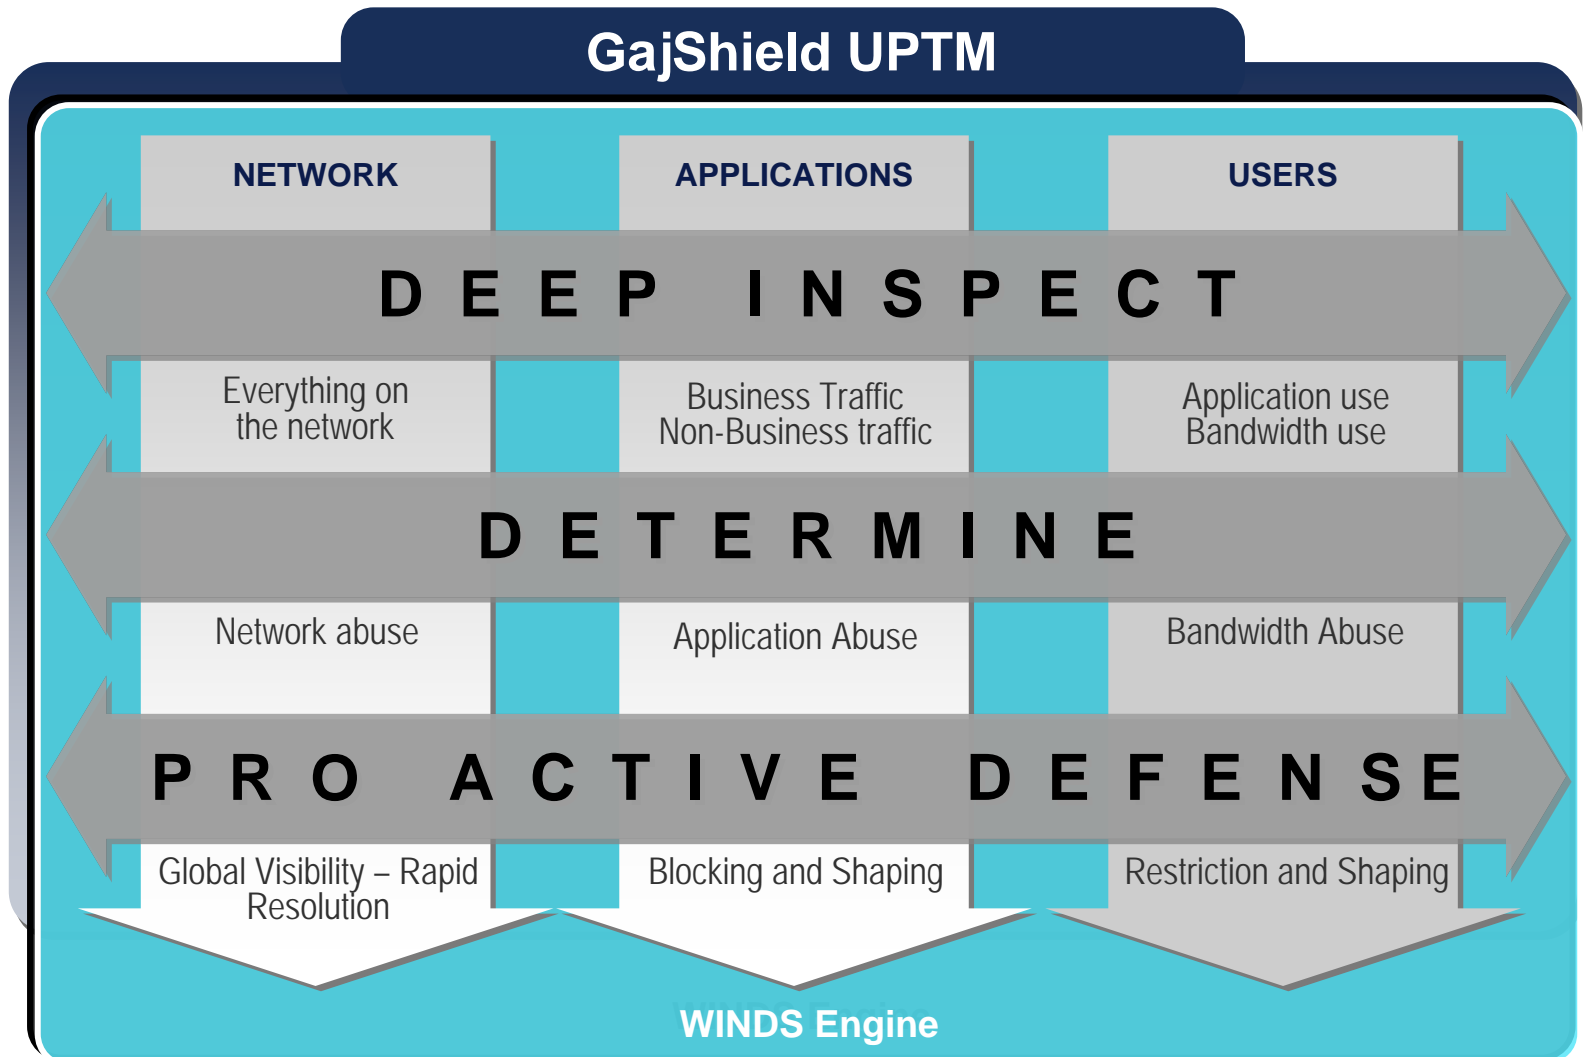 GajShield UPTM
NETWORK
APPLICATIONS
USERS
DEEP INSPECT
Everything on
the network
Business Traffic
Non-Business traffic
Application use
Bandwidth use
DETERMINE
Network abuse
Application Abuse
Bandwidth Abuse
PRO ACTIVE DEFENSE
Global Visibility – Rapid
Resolution
Blocking and Shaping
Restriction and Shaping
WINDS Engine